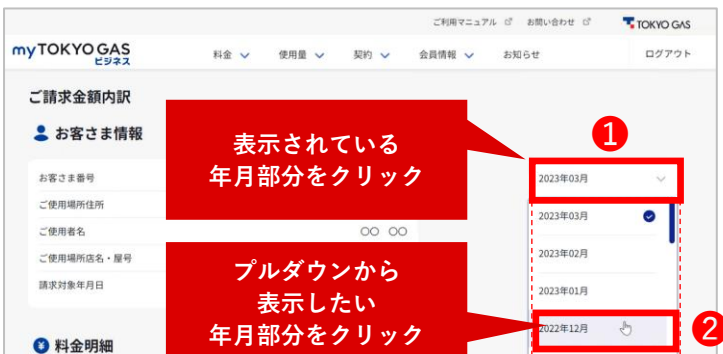 ご利用マニュアル お問い合わせ TOKYO GAS
myTOKYO GAS
ビジネス
料金 使用量 契約 会員情報 お知らせ ログアウト
ご請求金額内訳
お客さま情報
表示されている
年月部分をクリック
1
お客さま番号
ご使用場所住所
ご使用者名
○○ ○○
ご使用場所店名・屋号
請求対象年月日
2023年03月
2023年03月
2023年02月
2023年01月
2022年12月
プルダウンから
表示したい
年月部分をクリック
2
料金明細